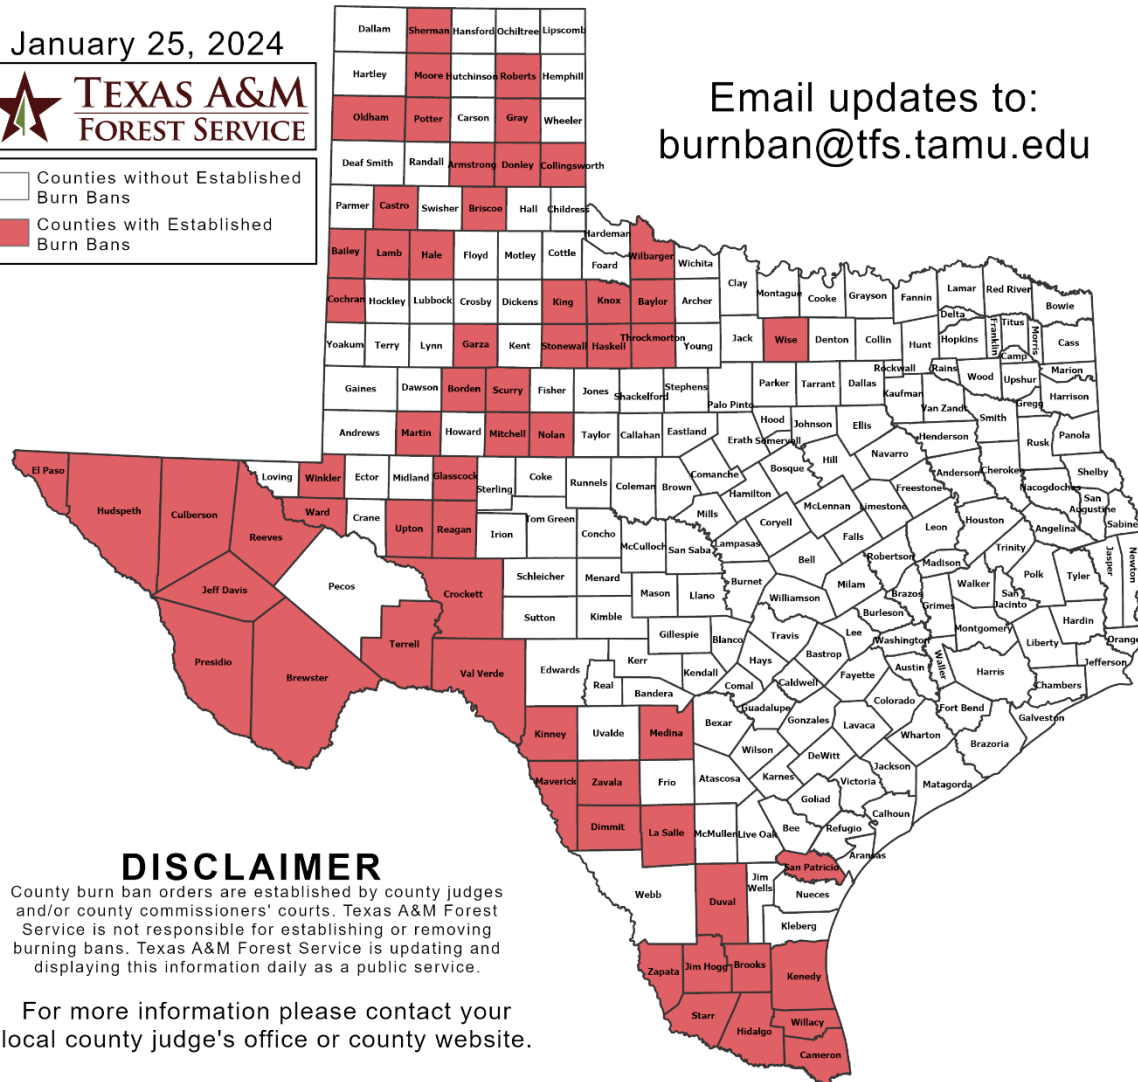 January 25, 2024
TEXAS A&M
FOREST SERVICE
Counties without Established
Burn Bans
Counties with Established
Burn Bans
Email updates to:
burnban@tfs.tamu.edu
Dallam Sherman Hansford Ochiltree Lipscomb
Hartley Moore Hutchinson Roberts Hemphill
Oldham Potter Carson Gray Wheeler
Deaf Smith Randall Armstrong Donley Collingsworth
Parmer Castro Swisher Briscoe Hall Childress
Hardeman
Bailey Lamb Hale Floyd Motley Cottle Foard Wilbarger Wichita
Clay Montague Cooke Grayson Fannin Lamar Red River Bowie
Cochran Hockley Lubbock Crosby Dickens King Knox Baylor Archer
Delta Franklin Titus Morris
Yoakum Terry Lynn Garza Kent Stonewall Haskell Throckmorton Young Jack Wise Denton Collin Hunt Hopkins Camp Cass
Rockwall Rains Wood Upshur Marion
Gaines Dawson Borden Scurry Fisher Jones Shackelford Stephens Palo Pinto Parker Tarrant Dallas Kaufman Van Zandt Smith Gregg Harrison
Andrews Martin Howard Mitchell Nolan Taylor Callahan Eastland Erath Hood Somervell Johnson Ellis Henderson Rusk Panola
El Paso Hudspeth Culberson Reeves Loving Winkler Ector Midland Glasscock Sterling Coke Runnels Coleman Brown Comanche Bosque Hill Navarro Anderson Cherokee Shelby
Hamilton Freestone Nacogdoches San Augustine Sabine
Ward Crane Upton Reagan Irion Tom Green Concho McCulloch San Saba Mills Coryell McLennan Limestone Leon Houston Angelina
Lampasas Falls Trinity Jasper Newton
Jeff Davis Pecos Crockett Schleicher Menard Mason Llano Burnet Bell Milam Robertson Madison Walker Polk Tyler
Sutton Kimble Williamson Brazos Burleson Grimes San Jacinto Hardin
Presidio Brewster Terrell Val Verde Edwards Real Kerr Gillespie Blanco Travis Lee Washington Montgomery Liberty Orange
Bandera Kendall Hays Bastrop Fayette Austin Waller Harris Jefferson Chambers
Comal Caldwell Guadalupe Colorado Fort Bend Galveston
Kinney Uvalde Medina Bexar Gonzales Lavaca Wharton Brazoria
Wilson DeWitt Jackson Matagorda
Maverick Zavala Frio Atascosa Karnes Victoria
Goliad Calhoun
Dimmit La Salle McMullen Live Oak Bee Refugio Aransas
San Patricio
Webb Duval Jim Wells Nueces
Kleberg
Zapata Jim Hogg Brooks Kenedy
Starr Hidalgo Willacy
Cameron
DISCLAIMER
County burn ban orders are established by county judges
and/or county commissioners' courts. Texas A&M Forest
Service is not responsible for establishing or removing
burning bans. Texas A&M Forest Service is updating and
displaying this information daily as a public service.
For more information please contact your
local county judge's office or county website.